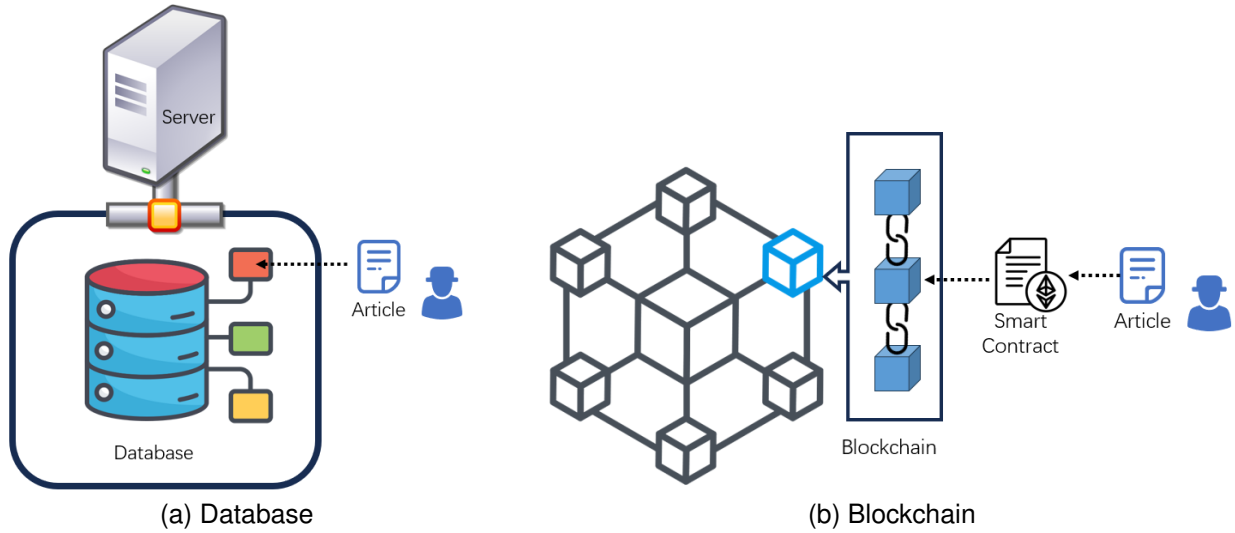 Server
Article
Database
(a) Database
Smart
Contract
Article
Blockchain
(b) Blockchain